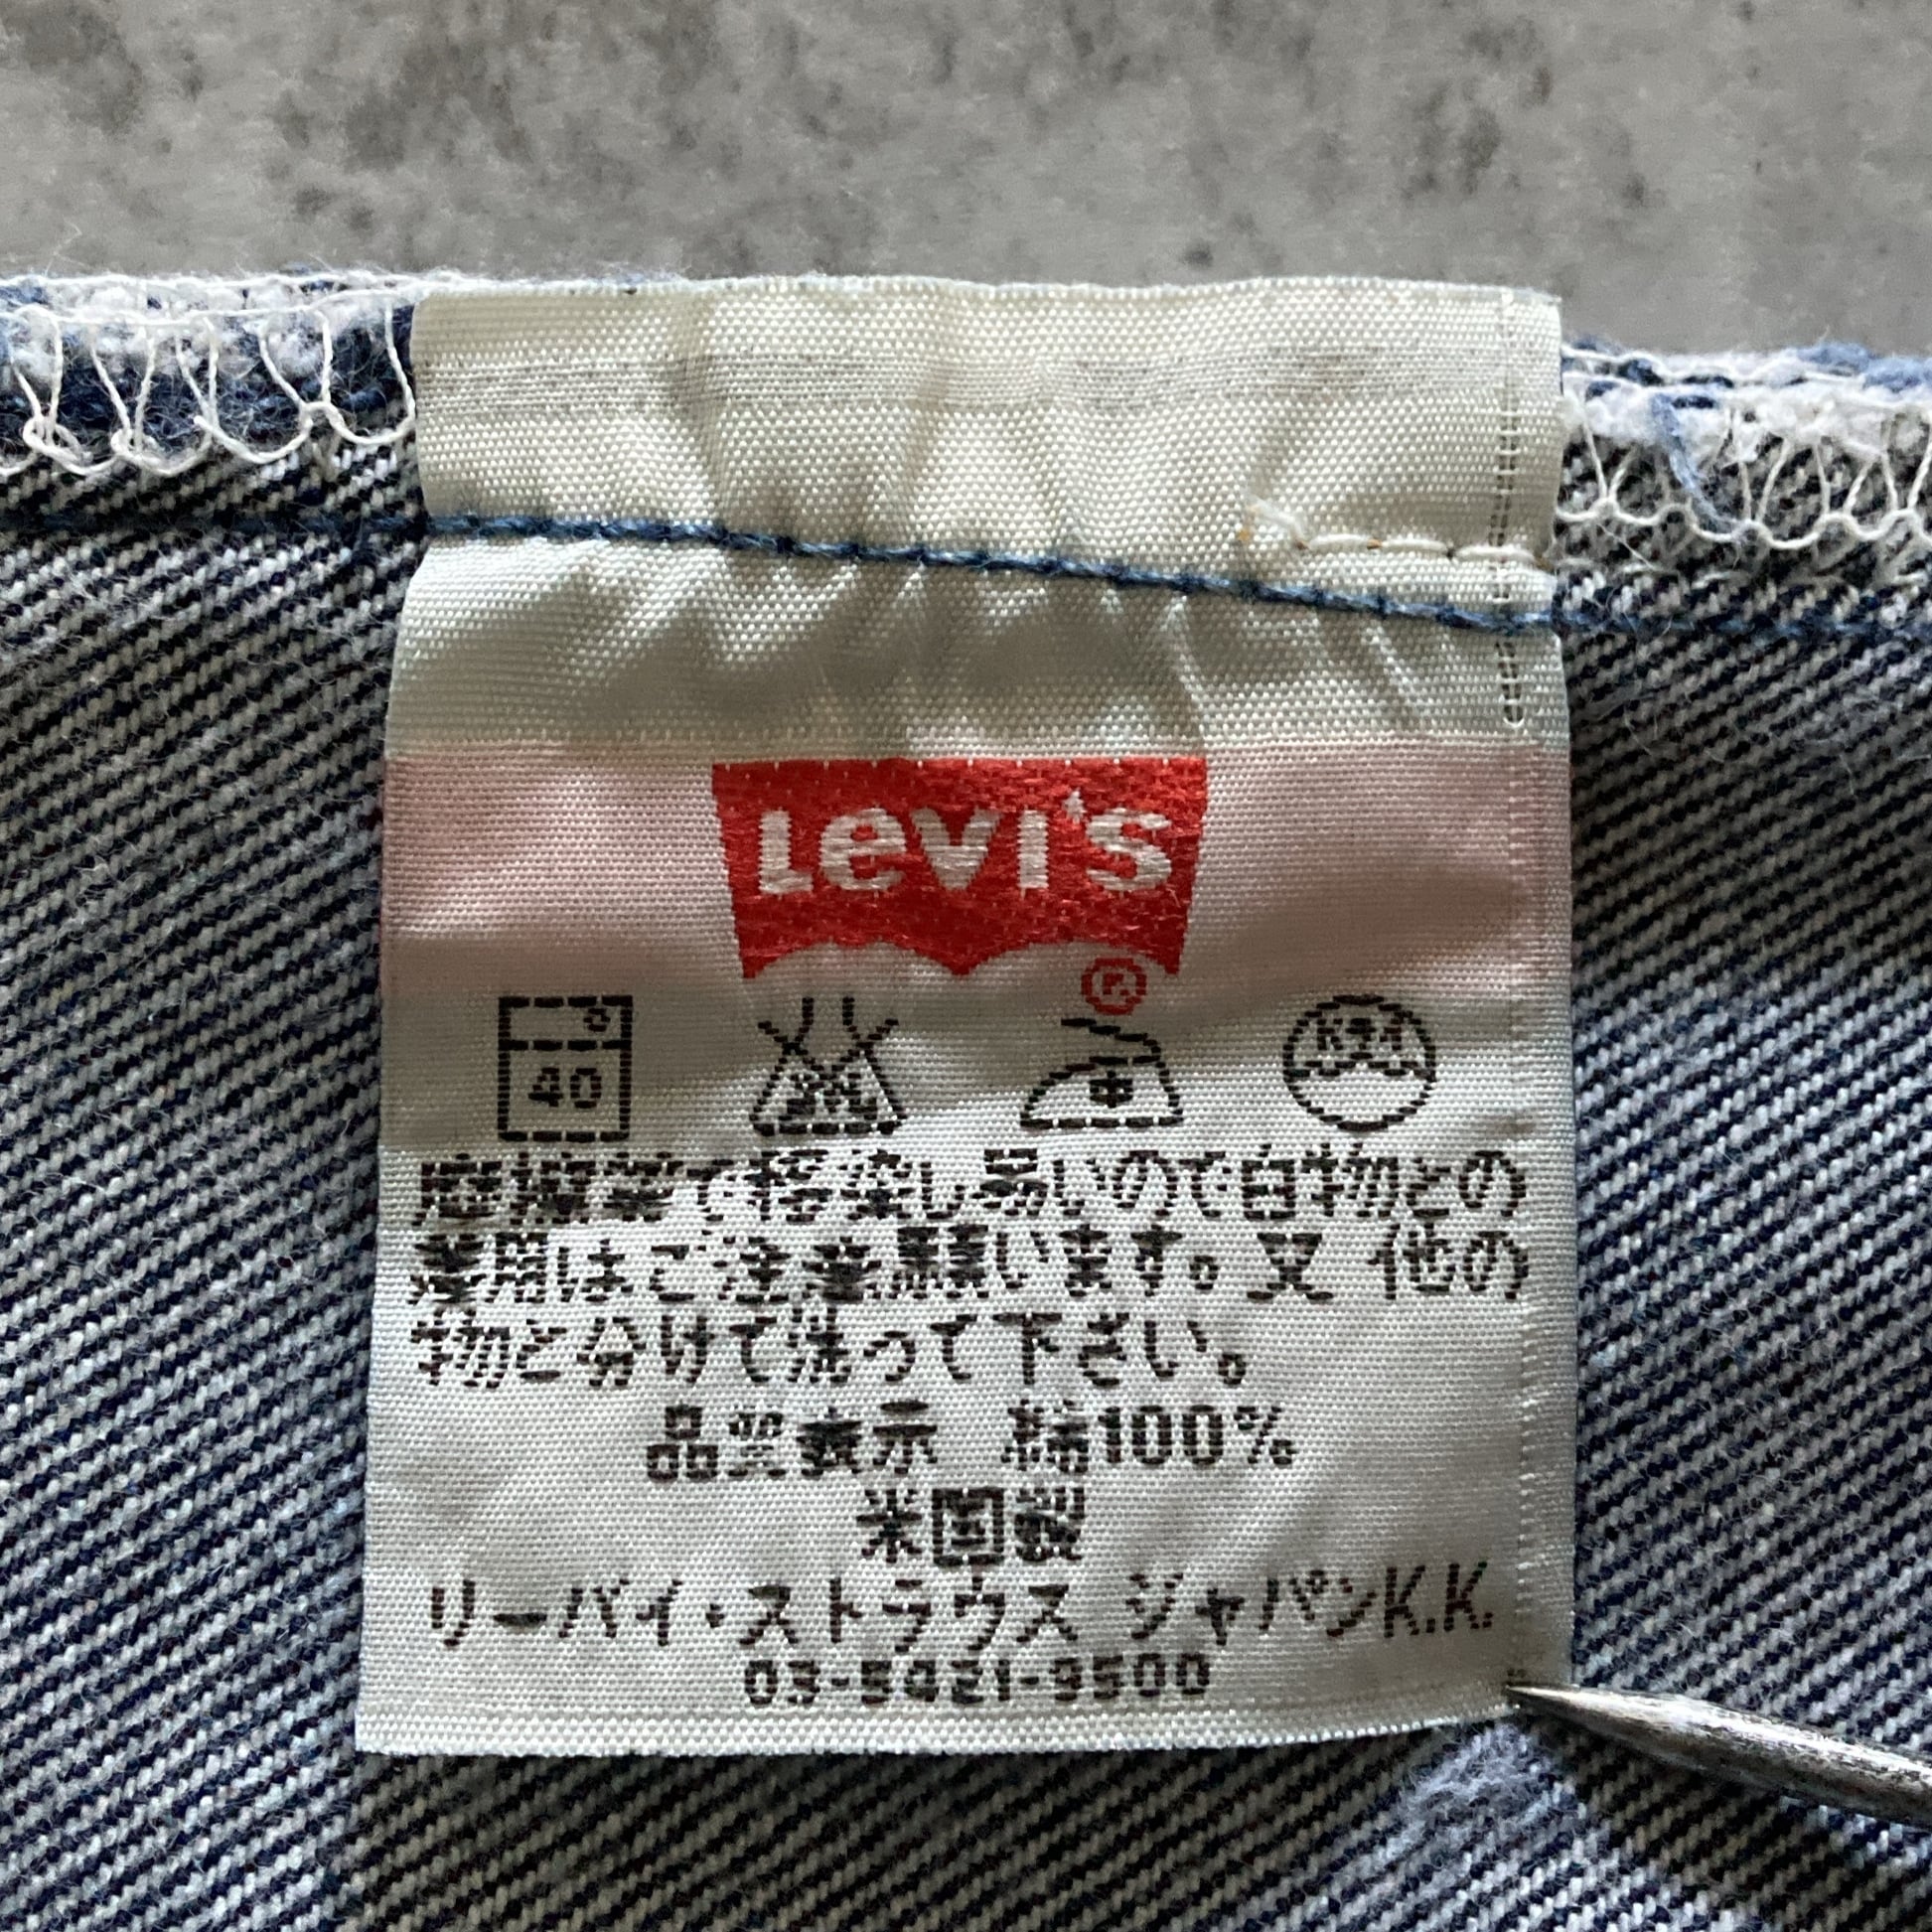 Levi's
®
40
ドライ
摩擦等で移染し易いので白物との
着用はご注意願います。又 他の
物と分けて洗って下さい。
品質表示 綿100%
米国製
リーバイ・ストラウス ジャパンK.K.
03-5421-9500